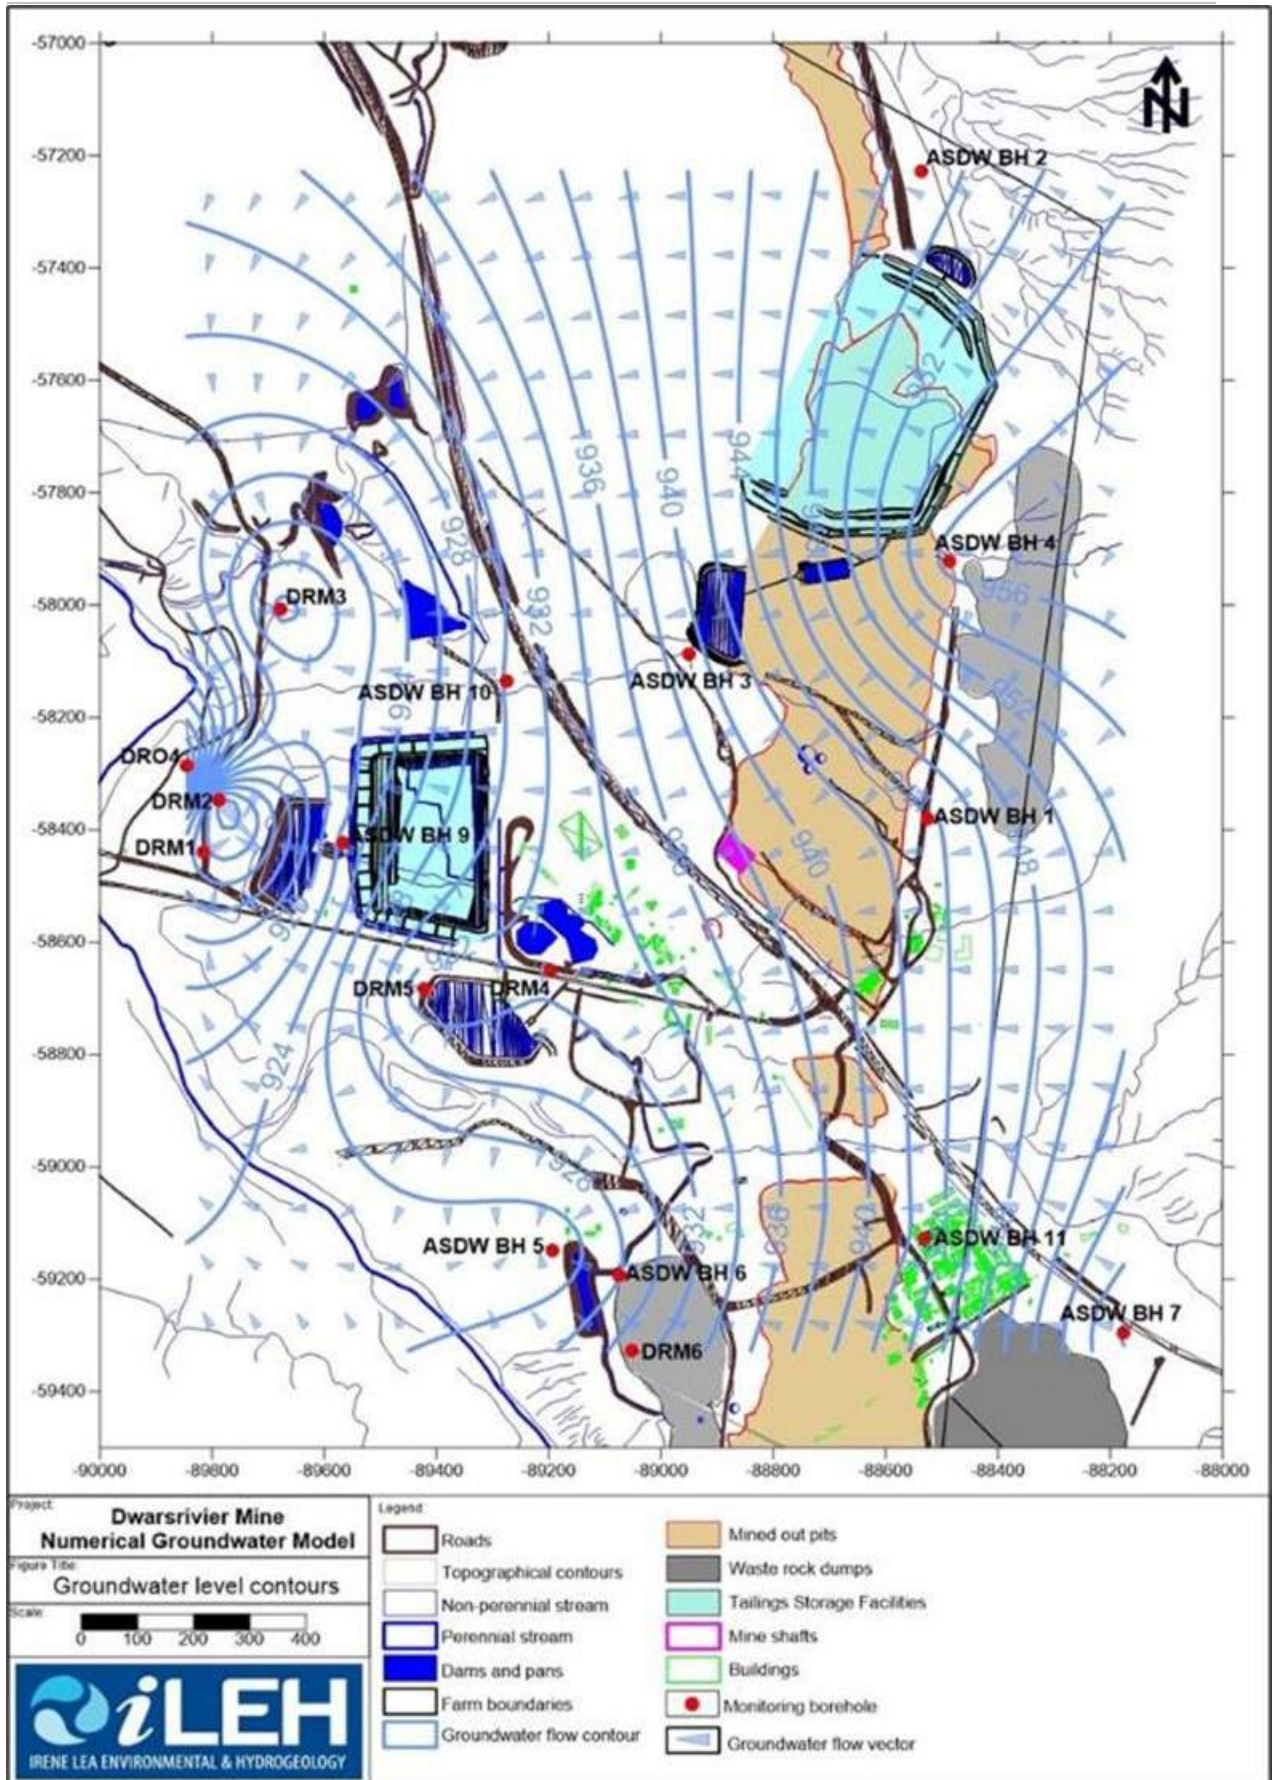 -57000
-57200
-57400
-57600
-57800
-58000
-58200
-58400
-58600
-58800
-59000
-59200
-59400
-90000
-89800
-89600
-89400
-89200
-89000
-88800
-88600
-88400
-88200
-88000
N
ASDW BH 2
952
944
936
940
928
ASDW BH 4
956
DRM3
932
ASDW BH 3
ASDW BH 10
952
DRO4
DRM2
ASDW BH 1
DRM1
ASDW BH 9
948
940
DRM5
DRM4
924
928
932
936
940
ASDW BH 5
ASDW BH 11
ASDW BH 6
ASDW BH 7
DRM6
Project:
Dwarsrivier Mine
Numerical Groundwater Model
Figure Title:
Groundwater level contours
Scale:
0 100 200 300 400
iLEH
IRENE LEA ENVIRONMENTAL & HYDROGEOLOGY
Legend:
Roads
Topographical contours
Non-perennial stream
Perennial stream
Dams and pans
Farm boundaries
Groundwater flow contour
Mined out pits
Waste rock dumps
Tailings Storage Facilities
Mine shafts
Buildings
Monitoring borehole
Groundwater flow vector